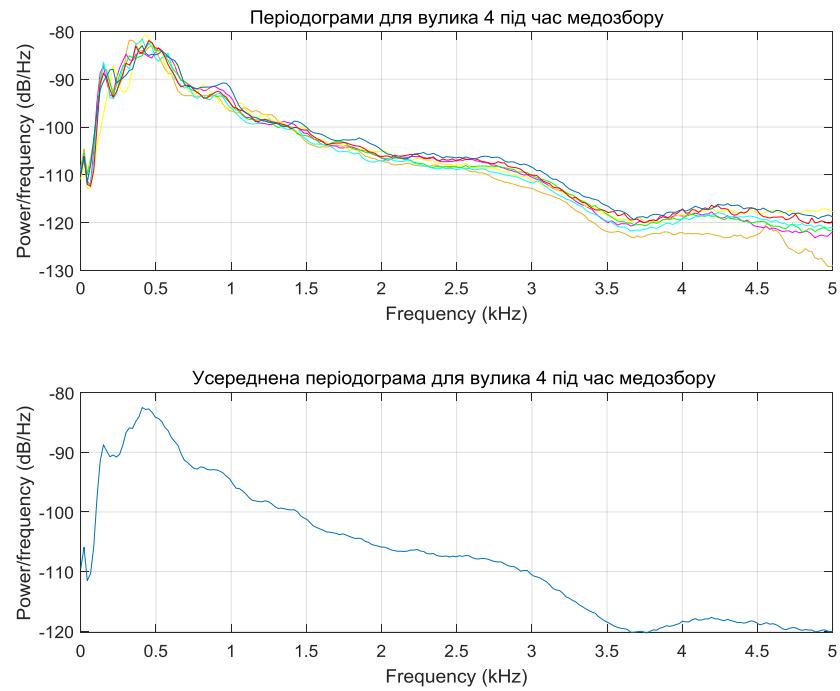 Періодограми для вулика 4 під час медозбору
Power/frequency (dB/Hz)
-80
-90
-100
-110
-120
-130
0 0.5 1 1.5 2 2.5 3 3.5 4 4.5 5
Frequency (kHz)
Усереднена періодограма для вулика 4 під час медозбору
Power/frequency (dB/Hz)
-80
-90
-100
-110
-120
0 0.5 1 1.5 2 2.5 3 3.5 4 4.5 5
Frequency (kHz)